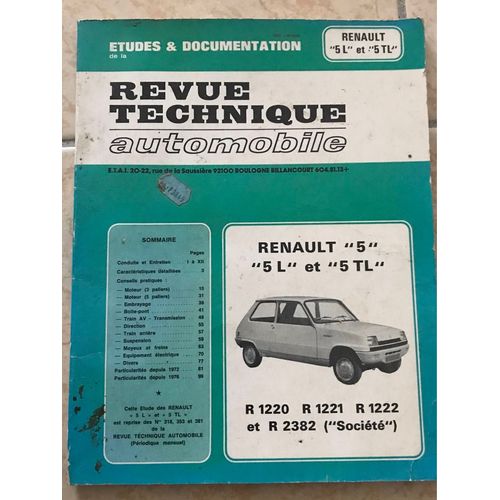 ETUDES & DOCUMENTATION
de la
RENAULT
"5 L" et "5 TL"
REVUE
TECHNIQUE
automobile
E.T.A.I. 20-22, rue de la Saussière 92100 BOULOGNE BILLANCOURT 604.81.13+
SOMMAIRE
Pages
Conduite et Entretien I à XII
Caractéristiques détaillées 3
Conseils pratiques :
— Moteur (3 paliers) 10
— Moteur (5 paliers) 31
— Embrayage 38
— Boîte-pont 41
— Train AV - Transmission 48
— Direction 55
— Train arrière 57
— Suspension 59
— Moyeux et freins 63
— Equipement électrique 70
— Divers 77
Particularités depuis 1972 81
Particularités depuis 1976 98
Cette Etude des RENAULT
« 5 L » et « 5 TL »
est reprise des N° 318, 353 et 361
de la
REVUE TECHNIQUE AUTOMOBILE
(Périodique mensuel)
RENAULT "5"
"5 L" et "5 TL"
R 1220 R 1221 R 1222
et R 2382 ("Société")